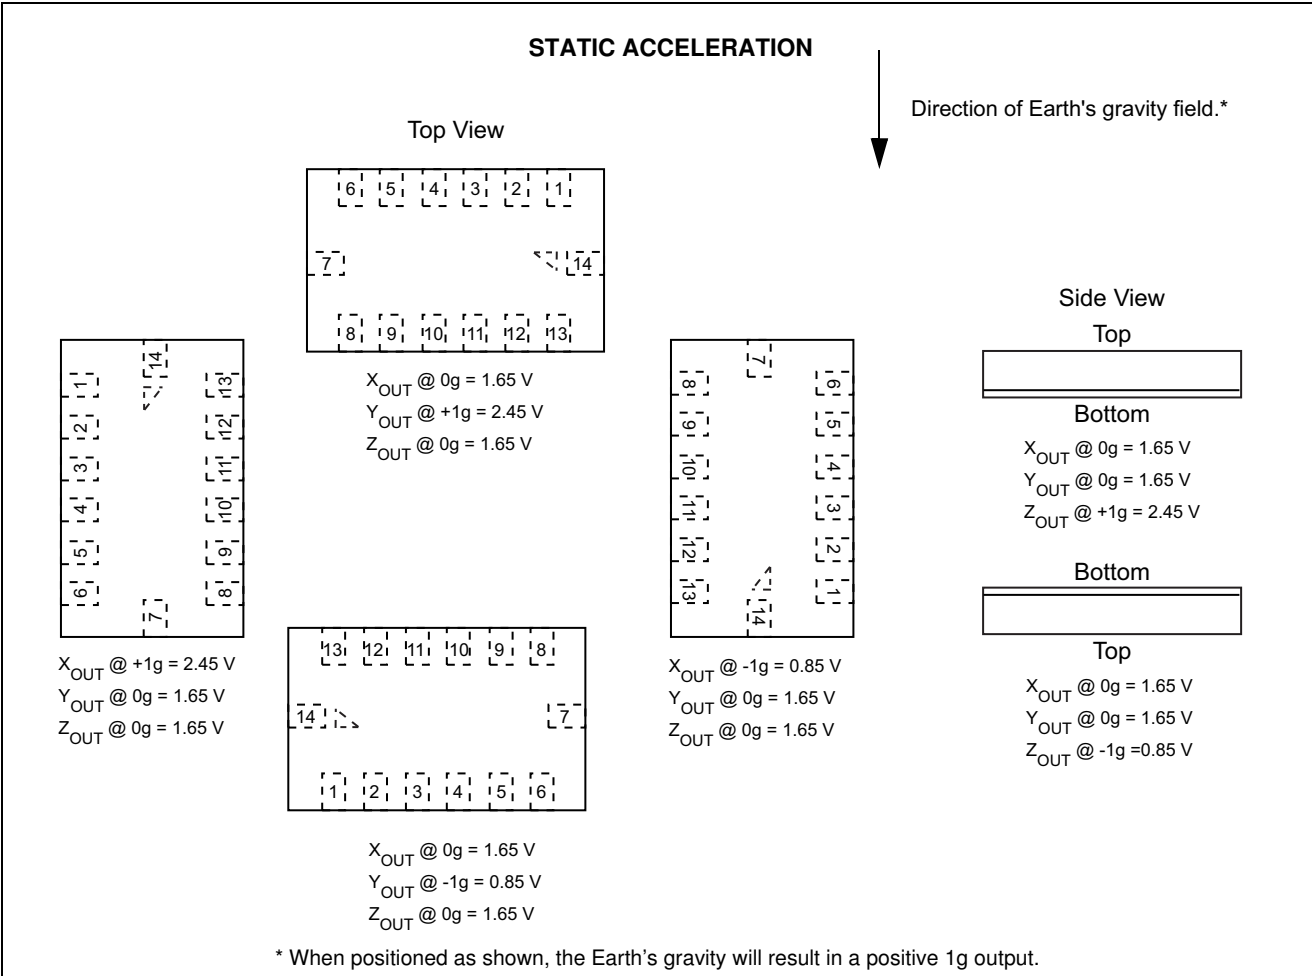 STATIC ACCELERATION
Direction of Earth's gravity field.*
Top View
6 5 4 3 2 1
7 14
8 9 10 11 12 13
XOUT @ 0g = 1.65 V
YOUT @ +1g = 2.45 V
ZOUT @ 0g = 1.65 V
14
1 13
2 12
3 11
4 10
5 9
6 8
7
XOUT @ +1g = 2.45 V
YOUT @ 0g = 1.65 V
ZOUT @ 0g = 1.65 V
13 12 11 10 9 8
14 7
1 2 3 4 5 6
XOUT @ 0g = 1.65 V
YOUT @ -1g = 0.85 V
ZOUT @ 0g = 1.65 V
7
8 6
9 5
10 4
11 3
12 2
13 1
14
XOUT @ -1g = 0.85 V
YOUT @ 0g = 1.65 V
ZOUT @ 0g = 1.65 V
Side View
Top
Bottom
XOUT @ 0g = 1.65 V
YOUT @ 0g = 1.65 V
ZOUT @ +1g = 2.45 V
Bottom
Top
XOUT @ 0g = 1.65 V
YOUT @ 0g = 1.65 V
ZOUT @ -1g =0.85 V
* When positioned as shown, the Earth's gravity will result in a positive 1g output.